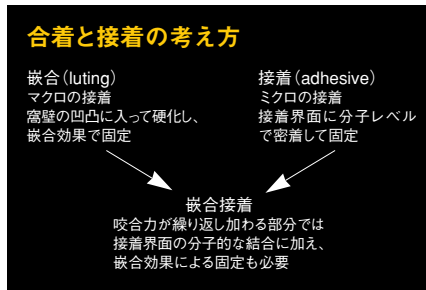 合着と接着の考え方
嵌合（luting）
マクロの接着
窩壁の凹凸に入って硬化し、
嵌合効果で固定
接着（adhesive）
ミクロの接着
接着界面に分子レベル
で密着して固定
嵌合接着
咬合力が繰り返し加わる部分では
接着界面の分子的な結合に加え、
嵌合効果による固定も必要